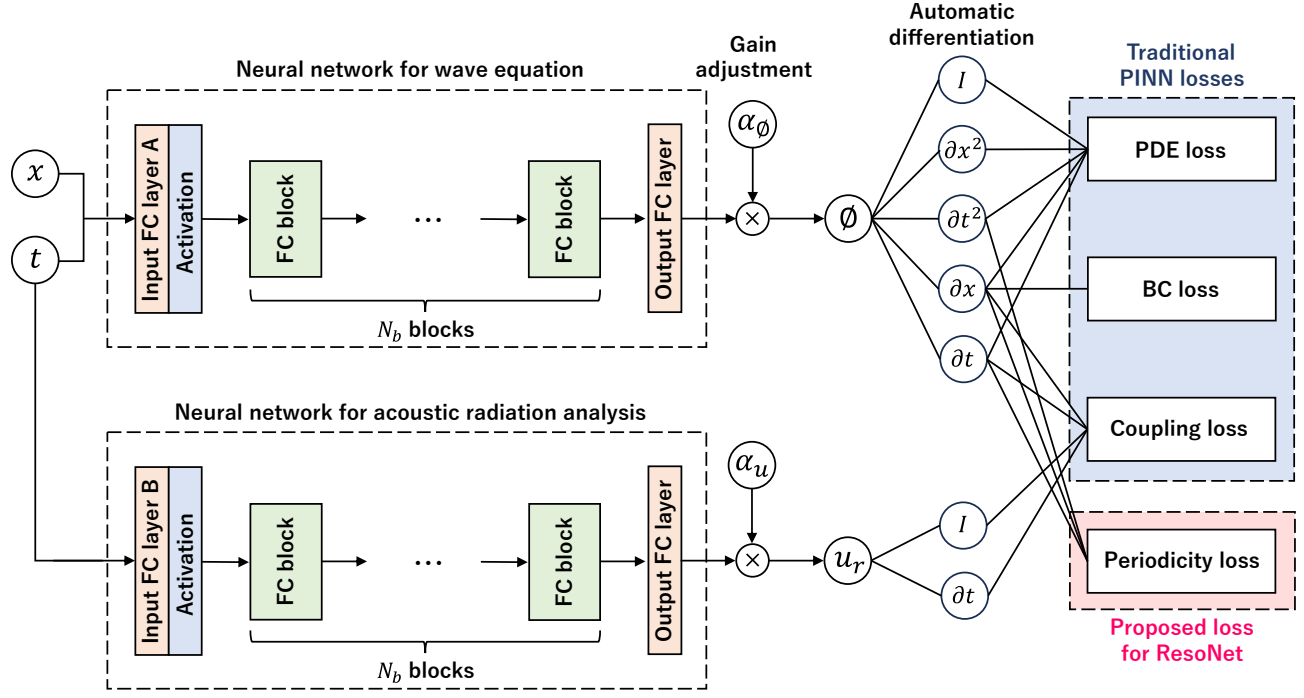 Automatic
differentiation
Gain
adjustment
Traditional
PINN losses
Neural network for wave equation
x
t
Input FC layer A
Activation
FC block
...
FC block
Output FC layer
N_b blocks
α_∅
×
∅
I
∂x²
∂t²
∂x
∂t
PDE loss
BC loss
Coupling loss
Neural network for acoustic radiation analysis
Input FC layer B
Activation
FC block
...
FC block
Output FC layer
N_b blocks
α_u
×
u_r
I
∂t
Periodicity loss
Proposed loss
for ResoNet